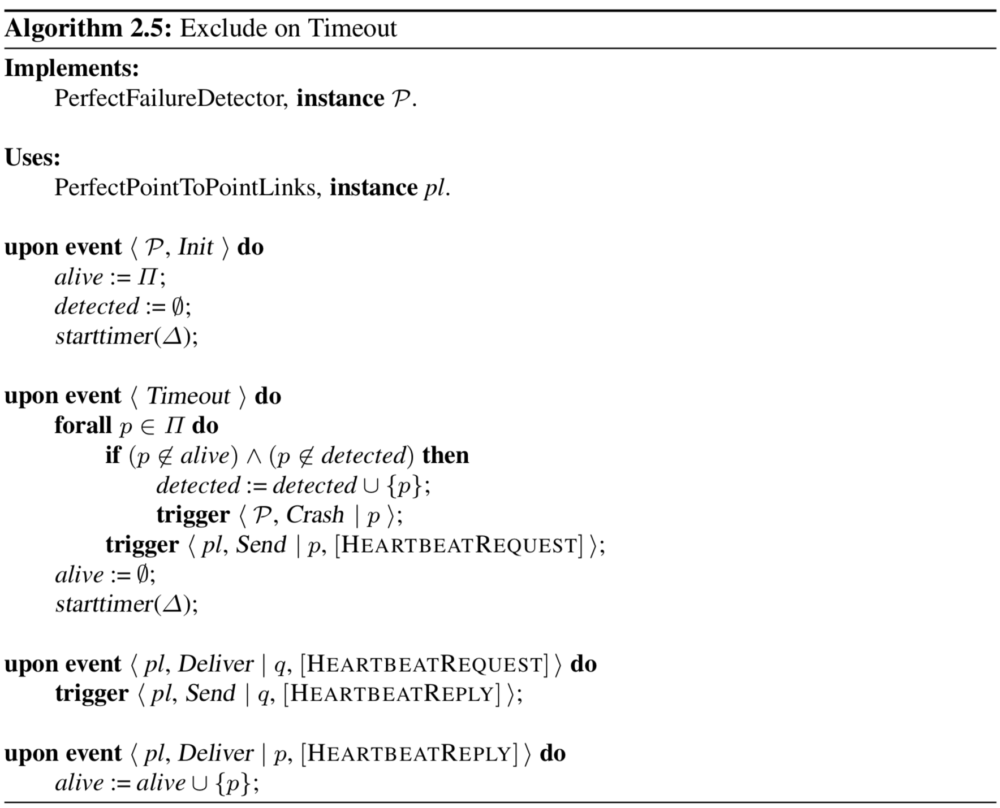 Algorithm 2.5: Exclude on Timeout
Implements:
PerfectFailureDetector, instance 𝒫.
Uses:
PerfectPointToPointLinks, instance pl.
upon event ⟨ 𝒫, Init ⟩ do
alive := Π;
detected := ∅;
starttimer(Δ);
upon event ⟨ Timeout ⟩ do
forall p ∈ Π do
if (p ∉ alive) ∧ (p ∉ detected) then
detected := detected ∪ {p};
trigger ⟨ 𝒫, Crash | p ⟩;
trigger ⟨ pl, Send | p, [HEARTBEATREQUEST] ⟩;
alive := ∅;
starttimer(Δ);
upon event ⟨ pl, Deliver | q, [HEARTBEATREQUEST] ⟩ do
trigger ⟨ pl, Send | q, [HEARTBEATREPLY] ⟩;
upon event ⟨ pl, Deliver | p, [HEARTBEATREPLY] ⟩ do
alive := alive ∪ {p};